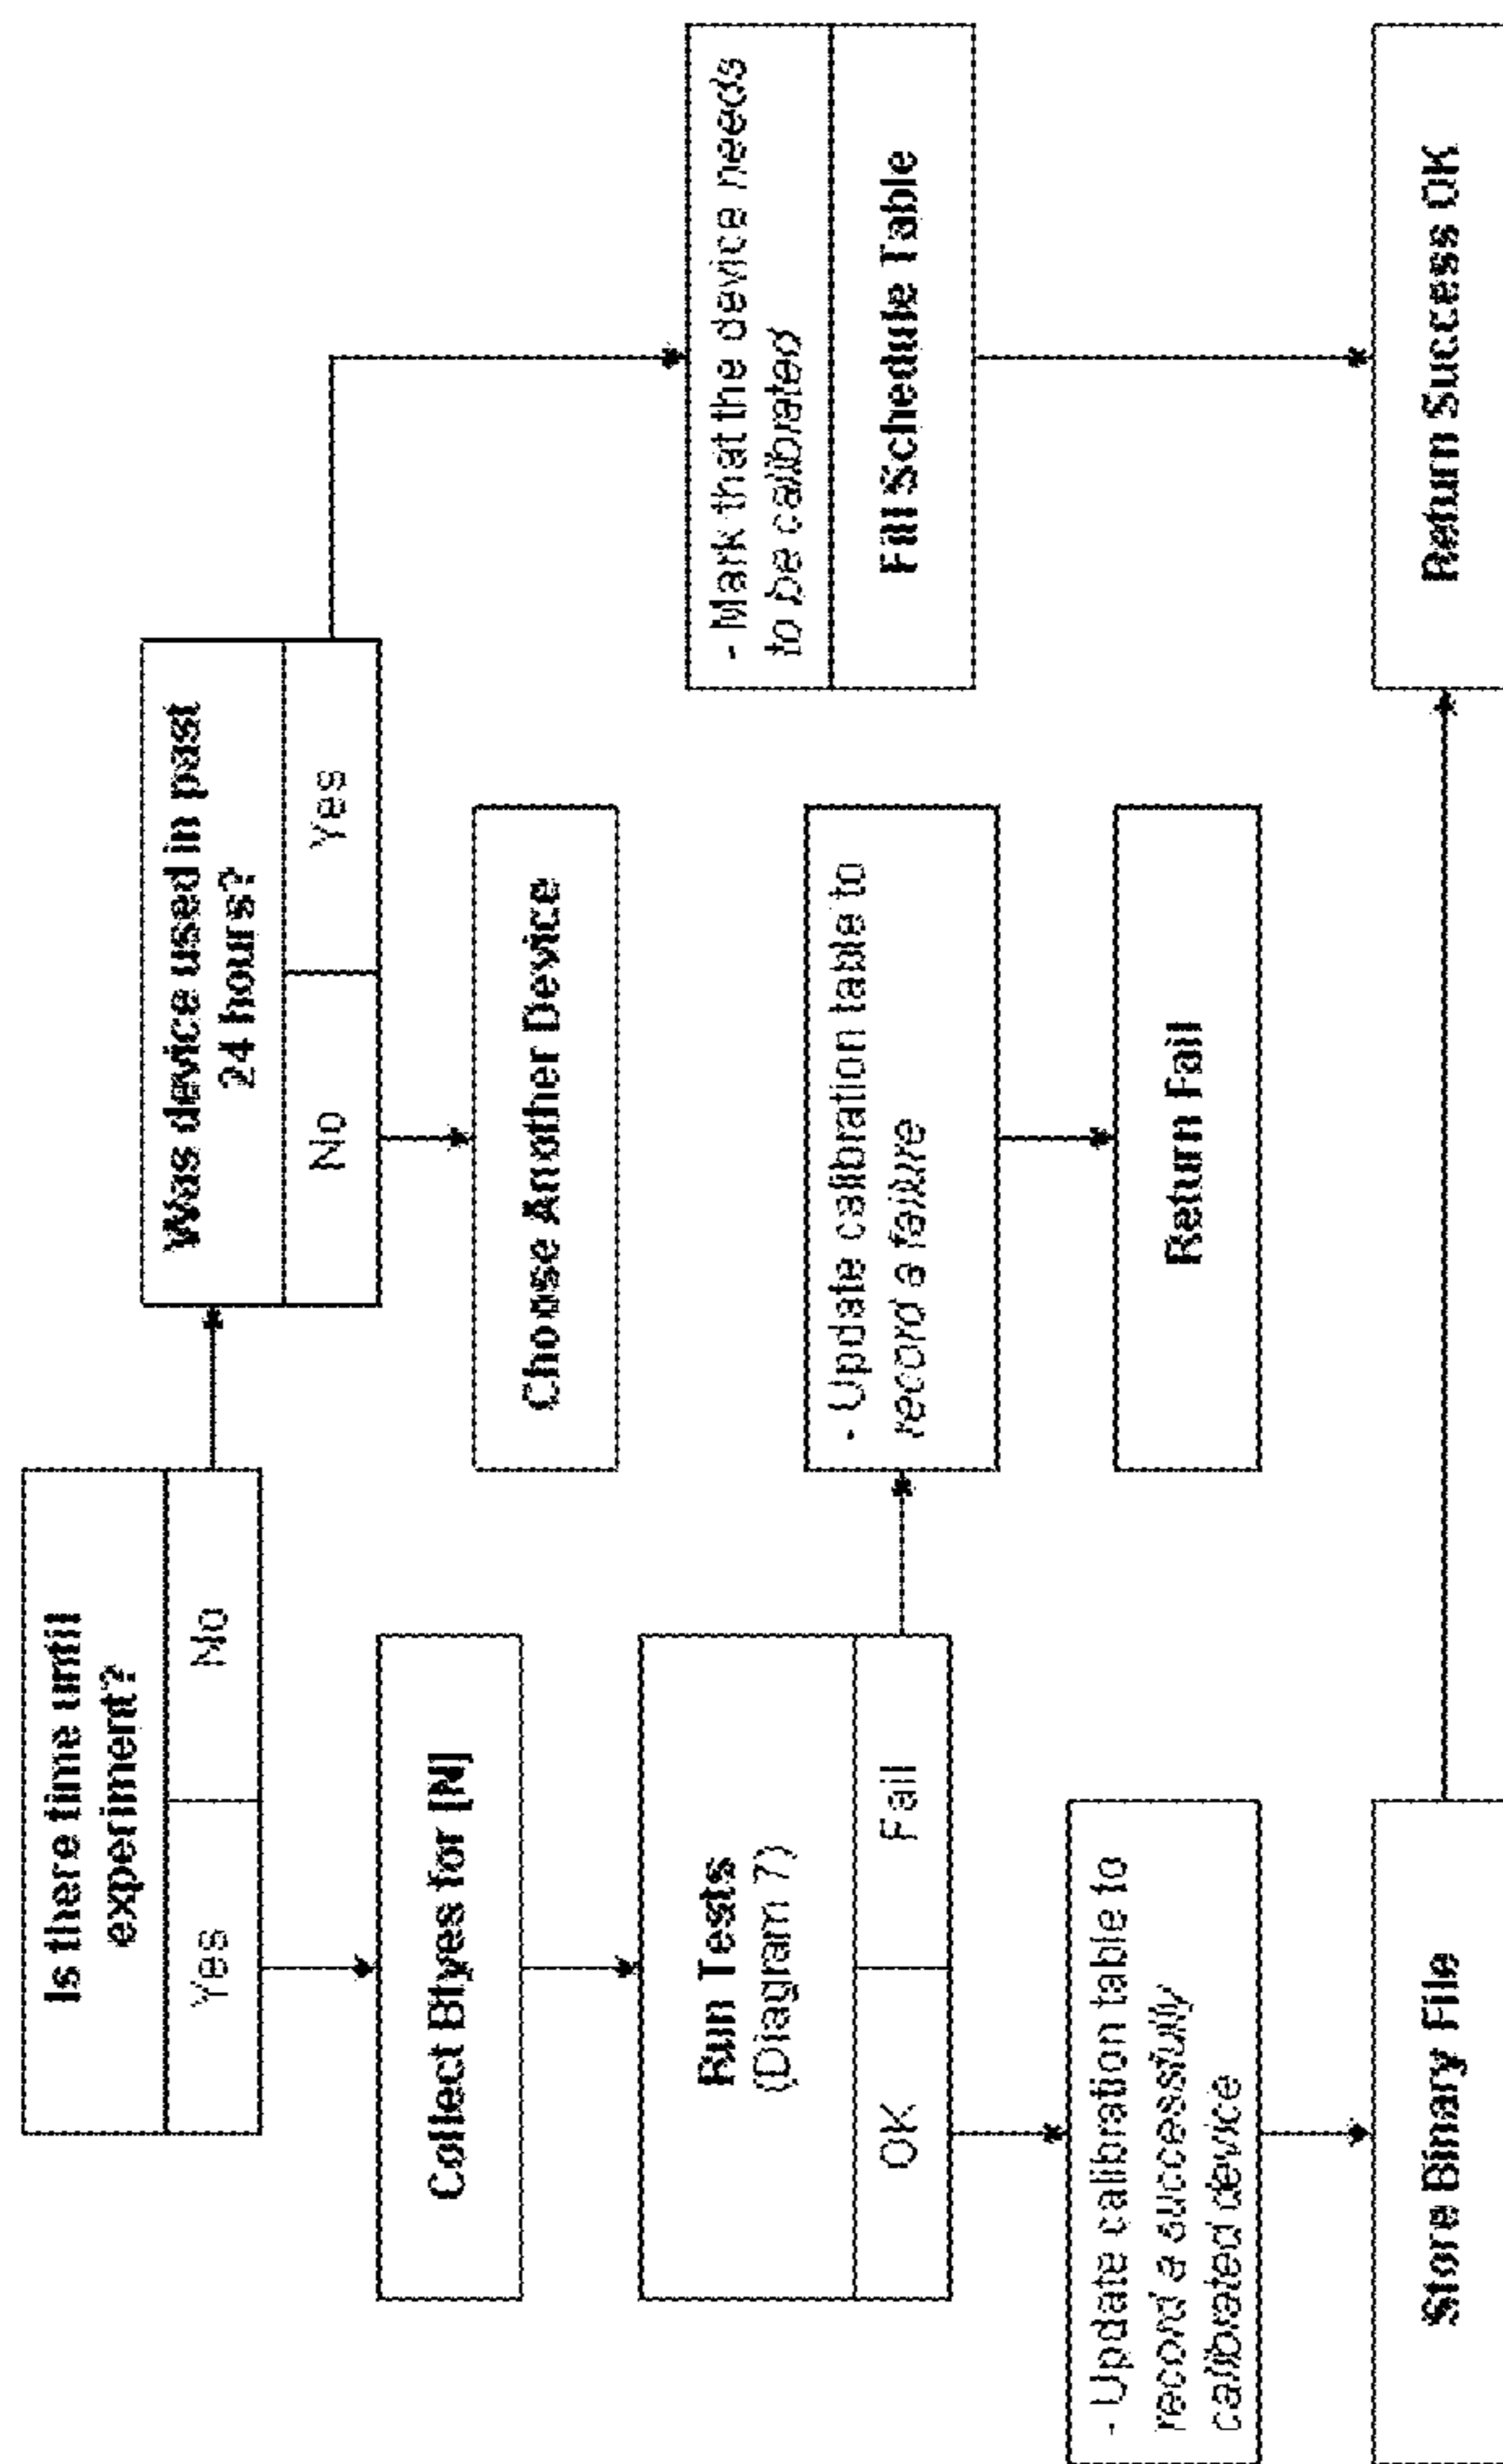 Is there time until
experiment?
Yes
No
Was device used in past
24 hours?
No
Yes
Collect Btyes for [N]
Choose Another Device
Run Tests
(Diagram 7)
OK
Fail
- Mark that the device needs
to be calibrated
Fill Schedule Table
- Update calibration table to
record a failure
Return Fail
- Update calibration table to
record a successfully
calibrated device
Store Binary File
Return Success OK